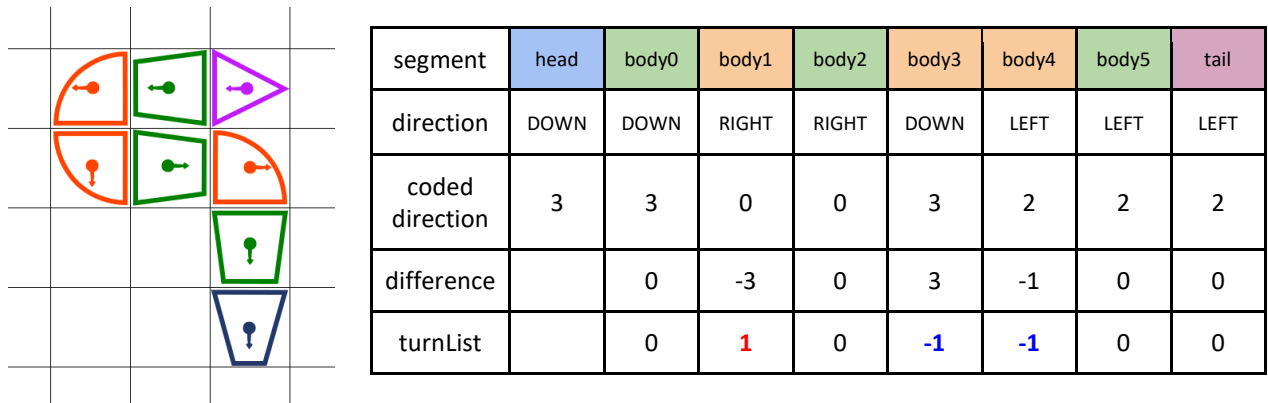 segment head body0 body1 body2 body3 body4 body5 tail
direction DOWN DOWN RIGHT RIGHT DOWN LEFT LEFT LEFT
coded direction 3 3 0 0 3 2 2 2
difference 0 -3 0 3 -1 0 0
turnList 0 1 0 -1 -1 0 0